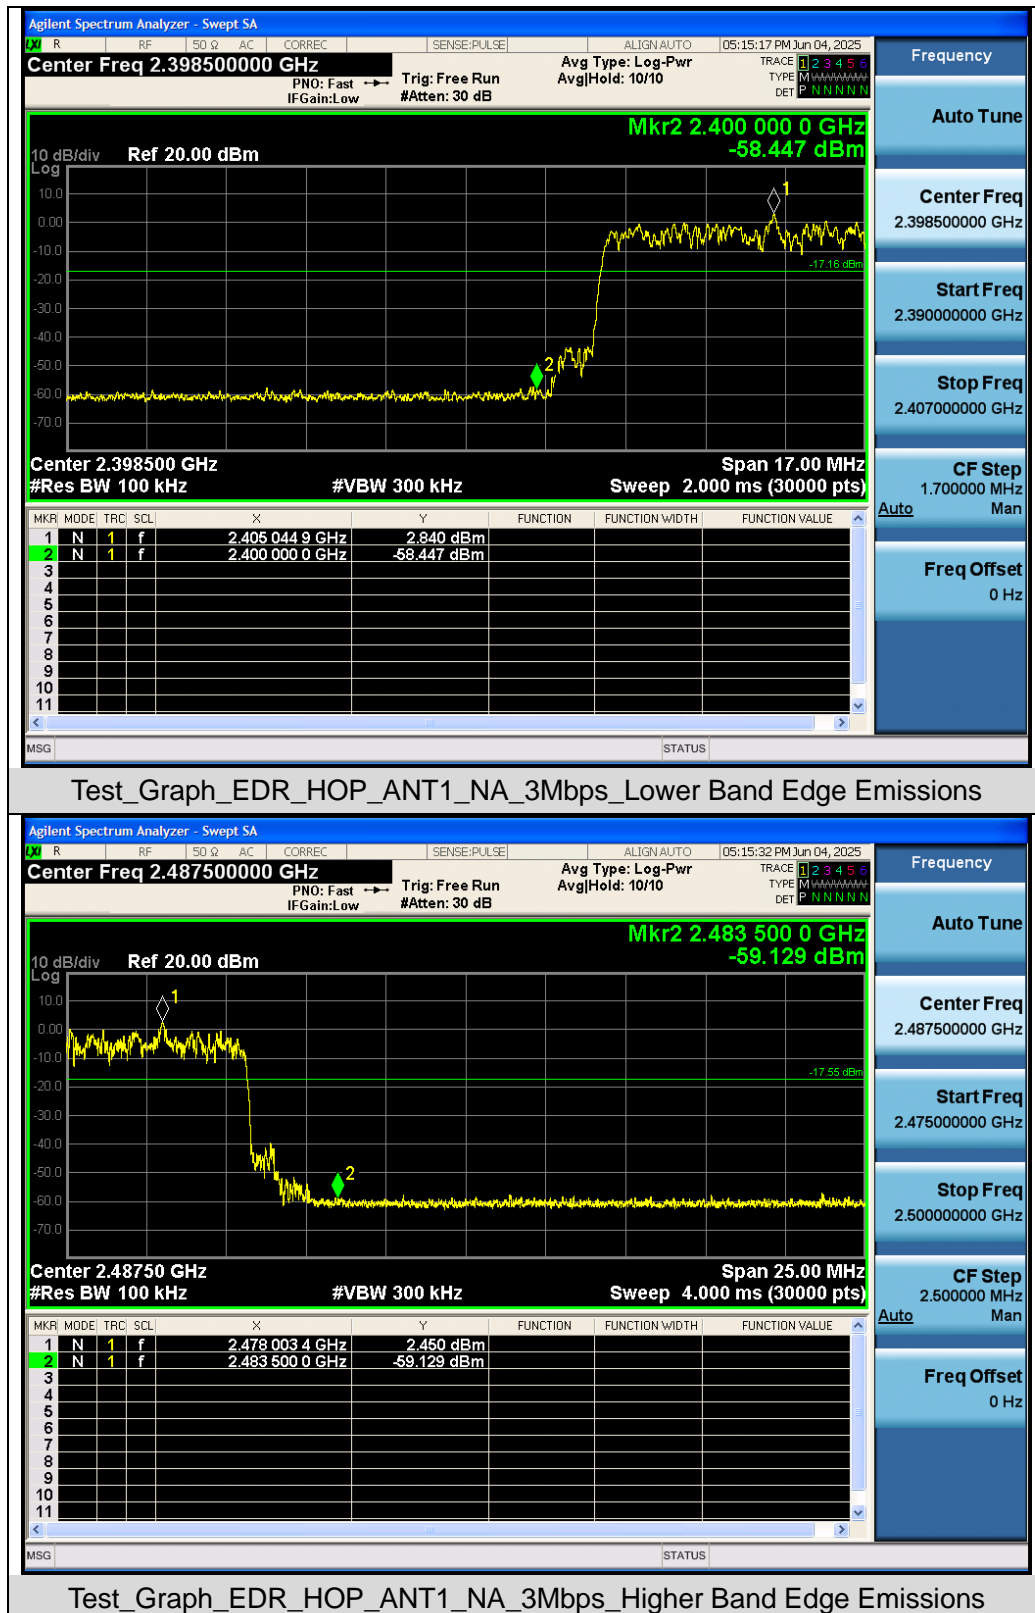 Agilent Spectrum Analyzer - Swept SA
LXI R RF 50 Ω AC CORREC SENSE:PULSE ALIGN AUTO 05:15:17 PM Jun 04, 2025
Center Freq 2.398500000 GHz
PNO: Fast
IFGain:Low
Trig: Free Run
#Atten: 30 dB
Avg Type: Log-Pwr
Avg|Hold: 10/10
TRACE 1 2 3 4 5 6
TYPE M WWWWW
DET P N N N N N
Mkr2 2.400 000 0 GHz
-58.447 dBm
10 dB/div Ref 20.00 dBm
Log
10.0
0.00
-10.0
-20.0
-30.0
-40.0
-50.0
-60.0
-70.0
1
2
-17.16 dBm
Center 2.398500 GHz Span 17.00 MHz
#Res BW 100 kHz #VBW 300 kHz Sweep 2.000 ms (30000 pts)
MKR MODE TRC SCL X Y FUNCTION FUNCTION WIDTH FUNCTION VALUE
1 N 1 f 2.405 044 9 GHz 2.840 dBm
2 N 1 f 2.400 000 0 GHz -58.447 dBm
3
4
5
6
7
8
9
10
11
MSG STATUS
Frequency
Auto Tune
Center Freq
2.398500000 GHz
Start Freq
2.390000000 GHz
Stop Freq
2.407000000 GHz
CF Step
1.700000 MHz
Auto Man
Freq Offset
0 Hz
Test_Graph_EDR_HOP_ANT1_NA_3Mbps_Lower Band Edge Emissions
Agilent Spectrum Analyzer - Swept SA
LXI R RF 50 Ω AC CORREC SENSE:PULSE ALIGN AUTO 05:15:32 PM Jun 04, 2025
Center Freq 2.487500000 GHz
PNO: Fast
IFGain:Low
Trig: Free Run
#Atten: 30 dB
Avg Type: Log-Pwr
Avg|Hold: 10/10
TRACE 1 2 3 4 5 6
TYPE M WWWWW
DET P N N N N N
Mkr2 2.483 500 0 GHz
-59.129 dBm
10 dB/div Ref 20.00 dBm
Log
10.0
0.00
-10.0
-20.0
-30.0
-40.0
-50.0
-60.0
-70.0
1
2
-17.55 dBm
Center 2.48750 GHz Span 25.00 MHz
#Res BW 100 kHz #VBW 300 kHz Sweep 4.000 ms (30000 pts)
MKR MODE TRC SCL X Y FUNCTION FUNCTION WIDTH FUNCTION VALUE
1 N 1 f 2.478 003 4 GHz 2.450 dBm
2 N 1 f 2.483 500 0 GHz -59.129 dBm
3
4
5
6
7
8
9
10
11
MSG STATUS
Frequency
Auto Tune
Center Freq
2.487500000 GHz
Start Freq
2.475000000 GHz
Stop Freq
2.500000000 GHz
CF Step
2.500000 MHz
Auto Man
Freq Offset
0 Hz
Test_Graph_EDR_HOP_ANT1_NA_3Mbps_Higher Band Edge Emissions